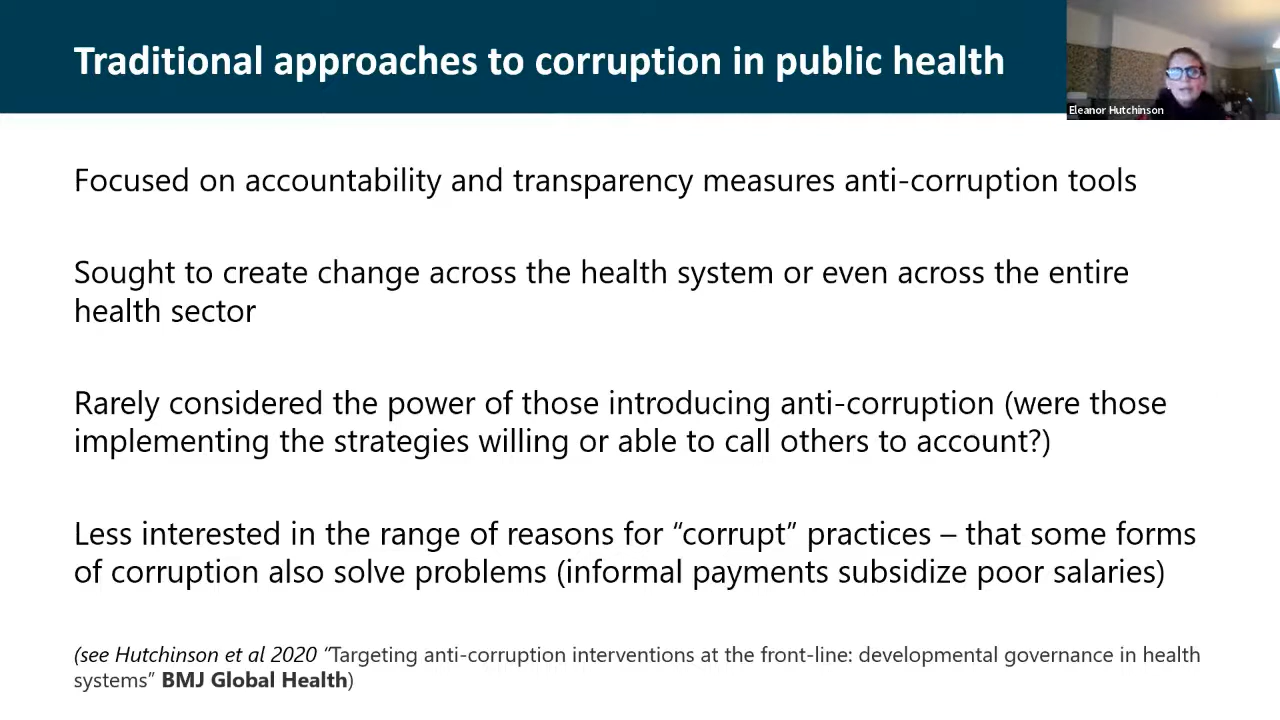 Traditional approaches to corruption in public health
Eleanor Hutchinson
Focused on accountability and transparency measures anti-corruption tools
Sought to create change across the health system or even across the entire
health sector
Rarely considered the power of those introducing anti-corruption (were those
implementing the strategies willing or able to call others to account?)
Less interested in the range of reasons for “corrupt” practices – that some forms
of corruption also solve problems (informal payments subsidize poor salaries)
(see Hutchinson et al 2020 “Targeting anti-corruption interventions at the front-line: developmental governance in health
systems” BMJ Global Health)